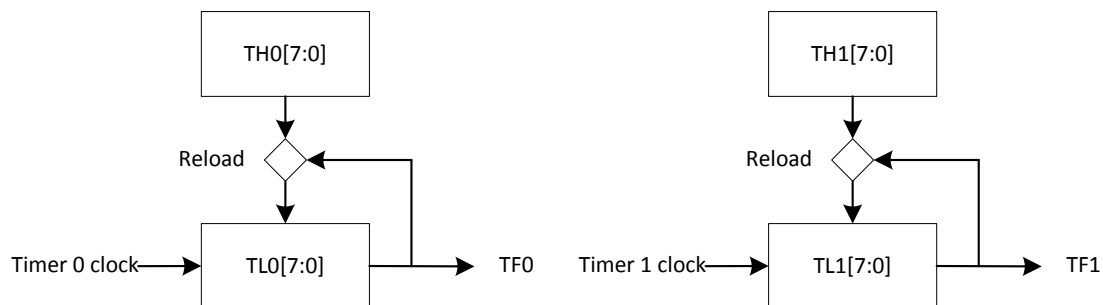 TH0[7:0]
Reload
Timer 0 clock
TL0[7:0]
TF0
TH1[7:0]
Reload
Timer 1 clock
TL1[7:0]
TF1